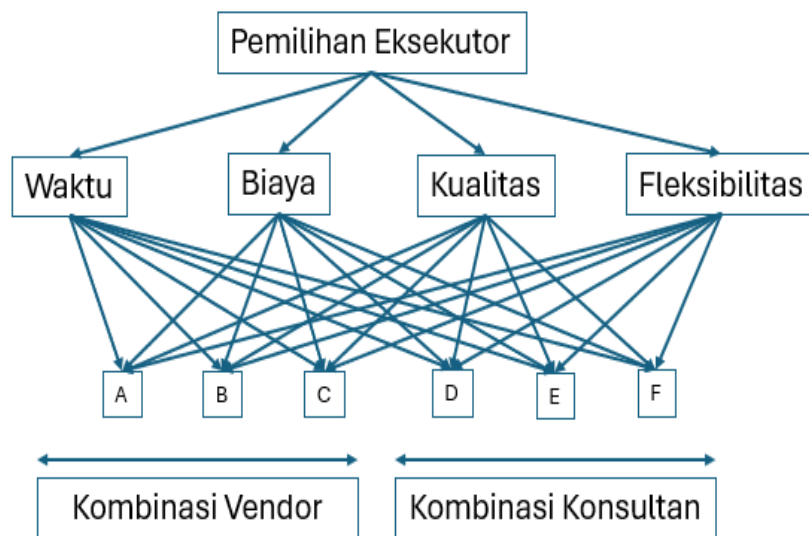 Pemilihan Eksekutor
Waktu
Biaya
Kualitas
Fleksibilitas
A
B
C
D
E
F
Kombinasi Vendor
Kombinasi Konsultan